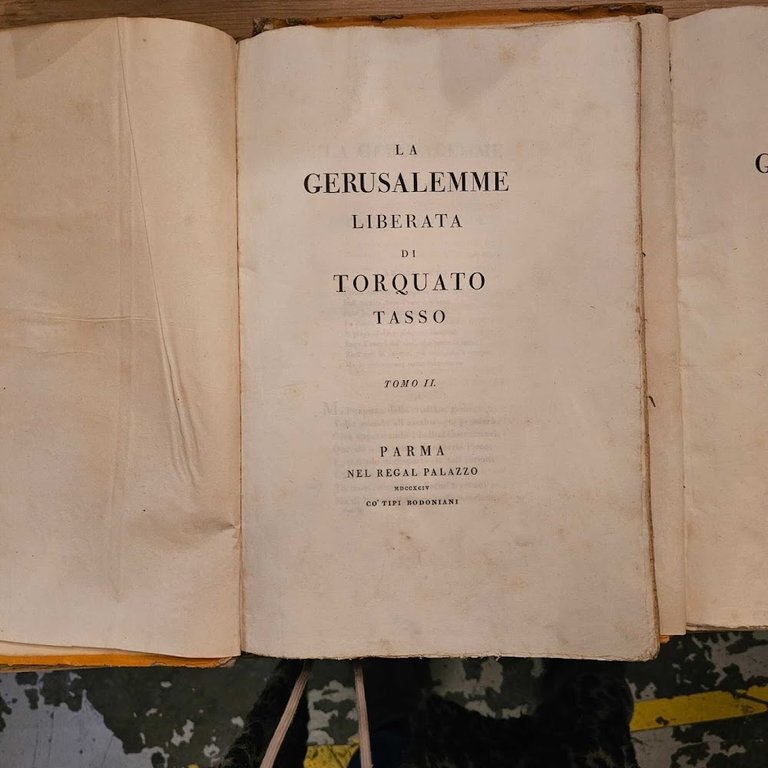 LA
GERUSALEMME
LIBERATA
DI
TORQUATO
TASSO
TOMO II.
PARMA
NEL REGAL PALAZZO
MDCCXCIV
CO' TIPI BODONIANI
G